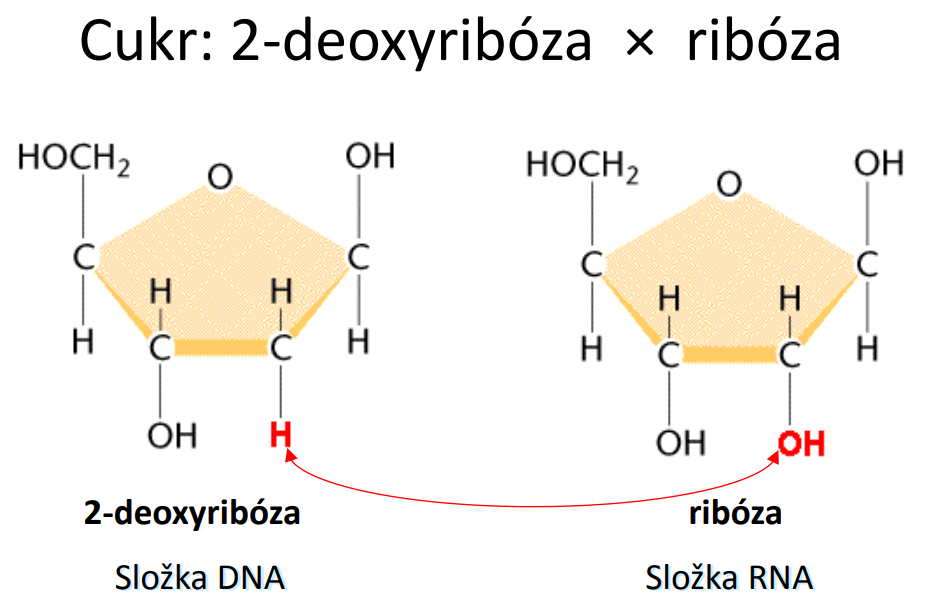 Cukr: 2-deoxyribóza × ribóza
HOCH₂ O OH
C C
H H H H
C C
OH H
2-deoxyribóza
Složka DNA
HOCH₂ O OH
C C
H H H H
C C
OH OH
ribóza
Složka RNA